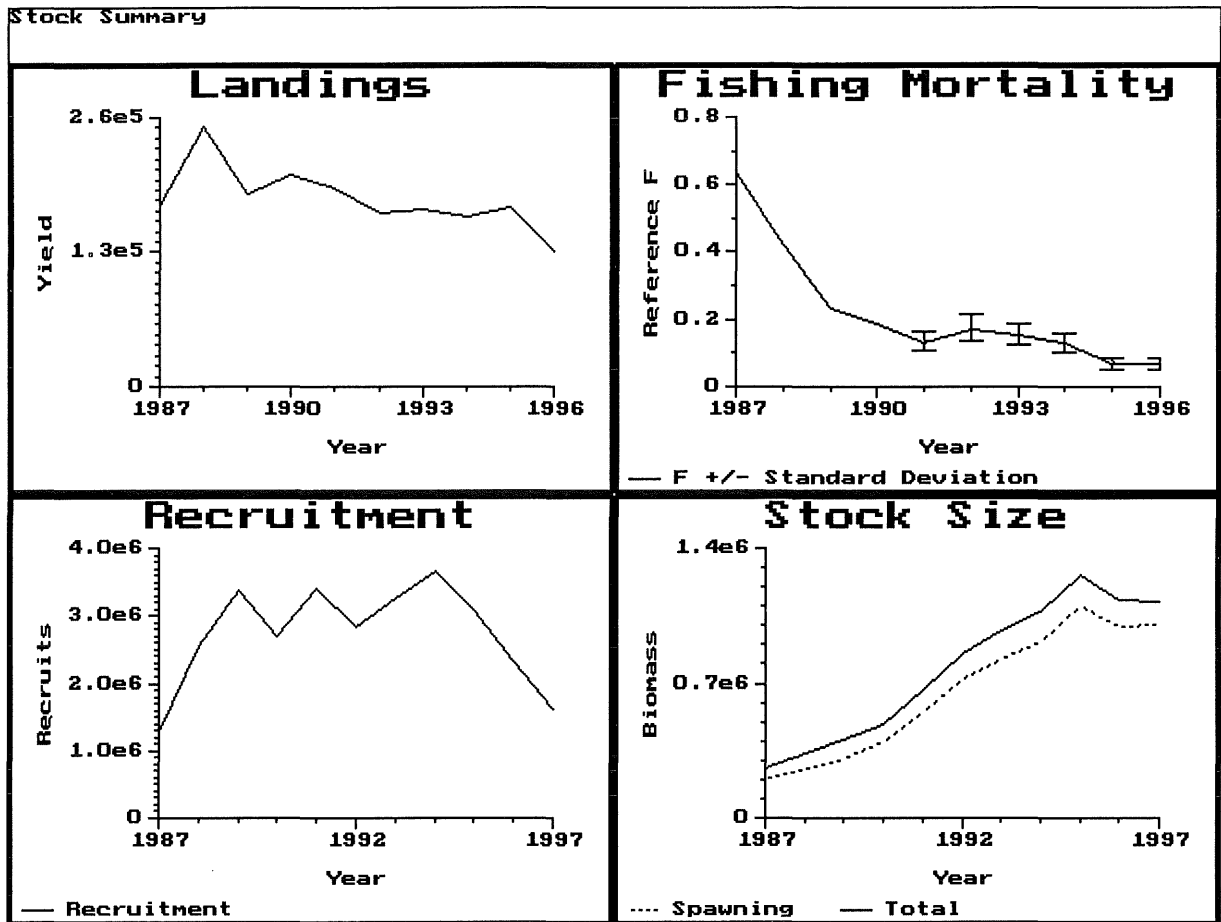 Stock Summary
Landings
2.6e5
1.3e5
0
Yield
1987 1990 1993 1996
Year
Fishing Mortality
0.8
0.6
0.4
0.2
0
Reference F
1987 1990 1993 1996
Year
F +/- Standard Deviation
Recruitment
4.0e6
3.0e6
2.0e6
1.0e6
0
Recruits
1987 1992 1997
Year
Recruitment
Stock Size
1.4e6
0.7e6
0
Biomass
1987 1992 1997
Year
Spawning Total